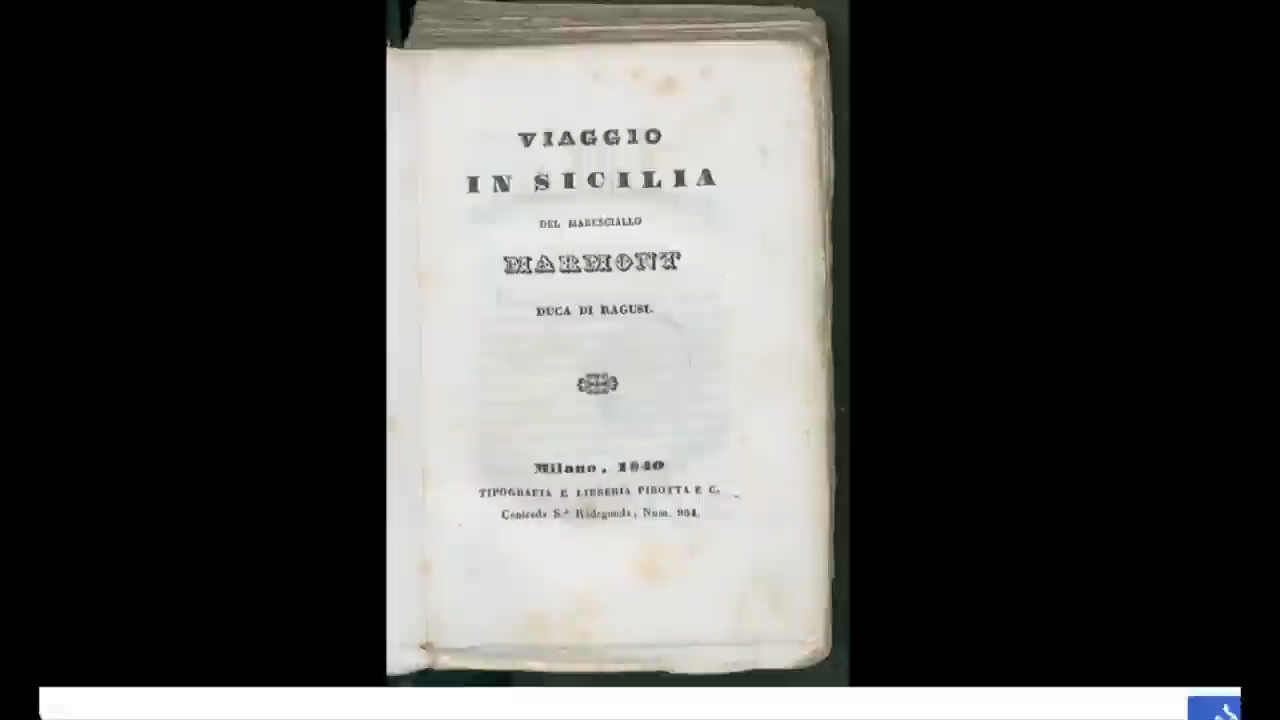 VIAGGIO
IN SICILIA
DEL MARESCIALLO
MARMONT
DUCA DI RAGUSI.
Milano, 1840
TIPOGRAFIA E LIBRERIA PIROTTA E C.
Contrada S.ª Radegonda, Num. 964.